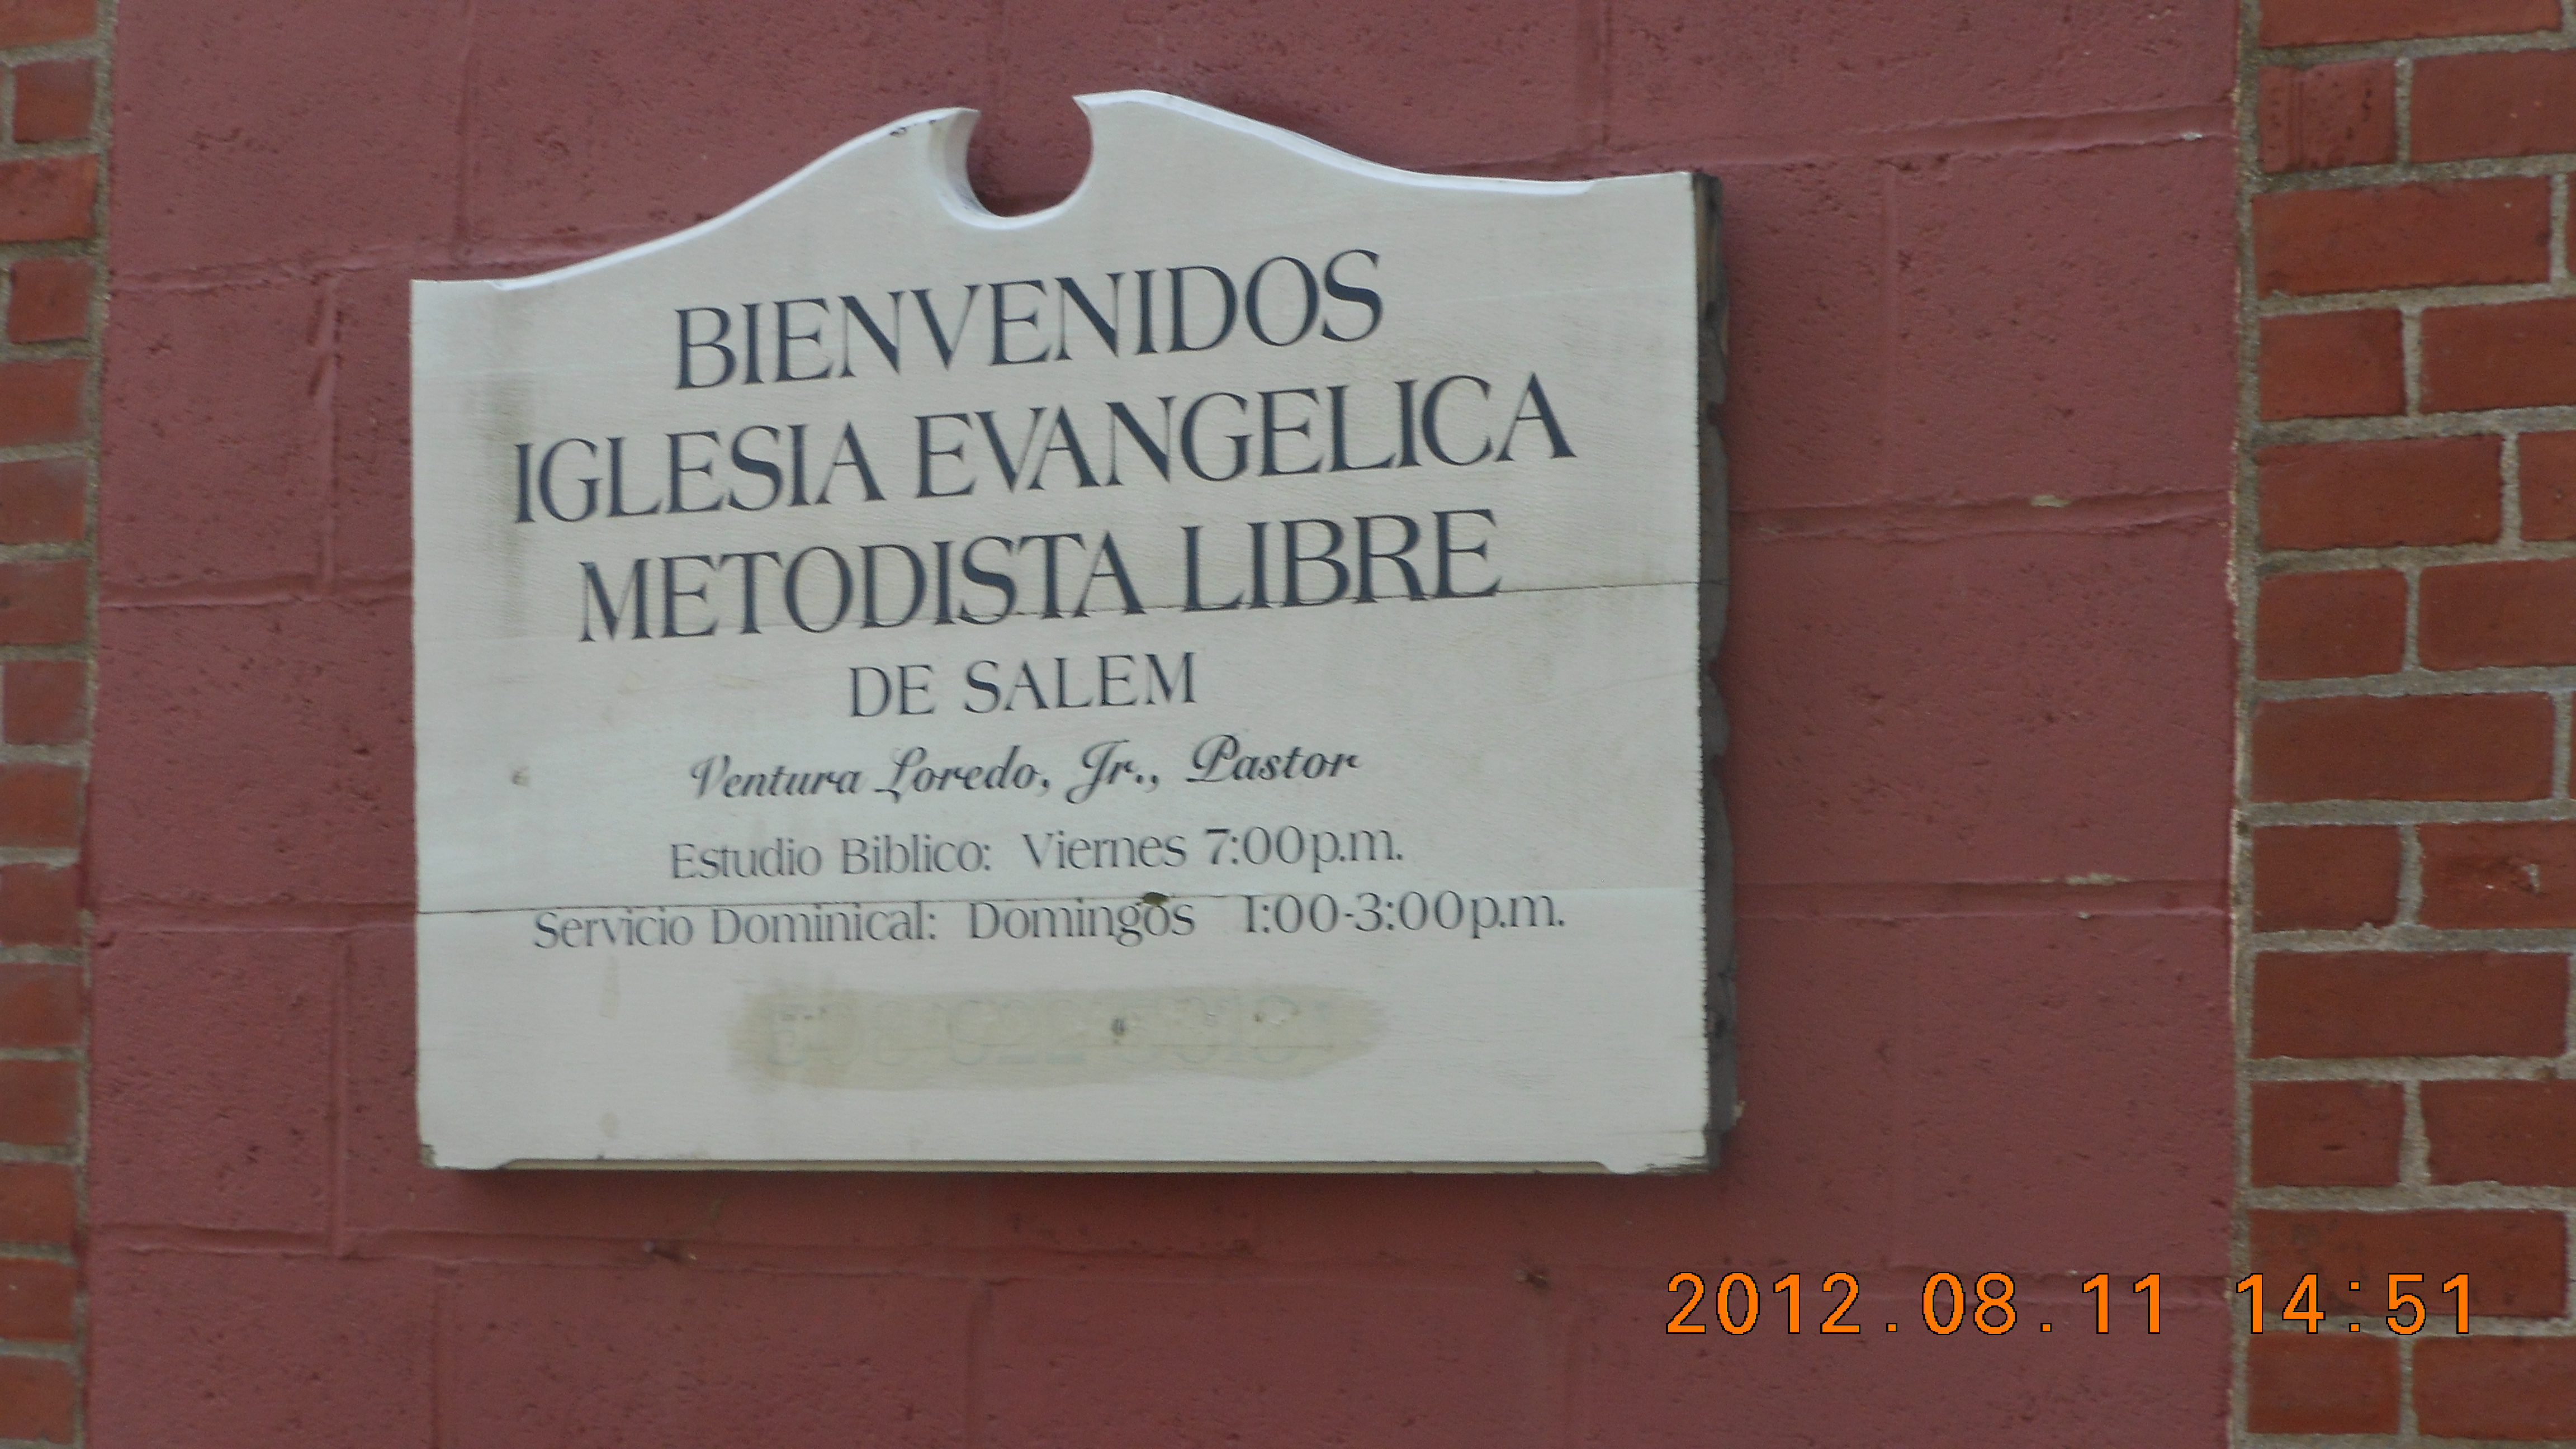 BIENVENIDOS
IGLESIA EVANGELICA
METODISTA LIBRE
DE SALEM
Ventura Loredo, Jr., Pastor
Estudio Biblico: Viernes 7:00p.m.
Servicio Dominical: Domingos 1:00-3:00p.m.
2012.08.11 14:51